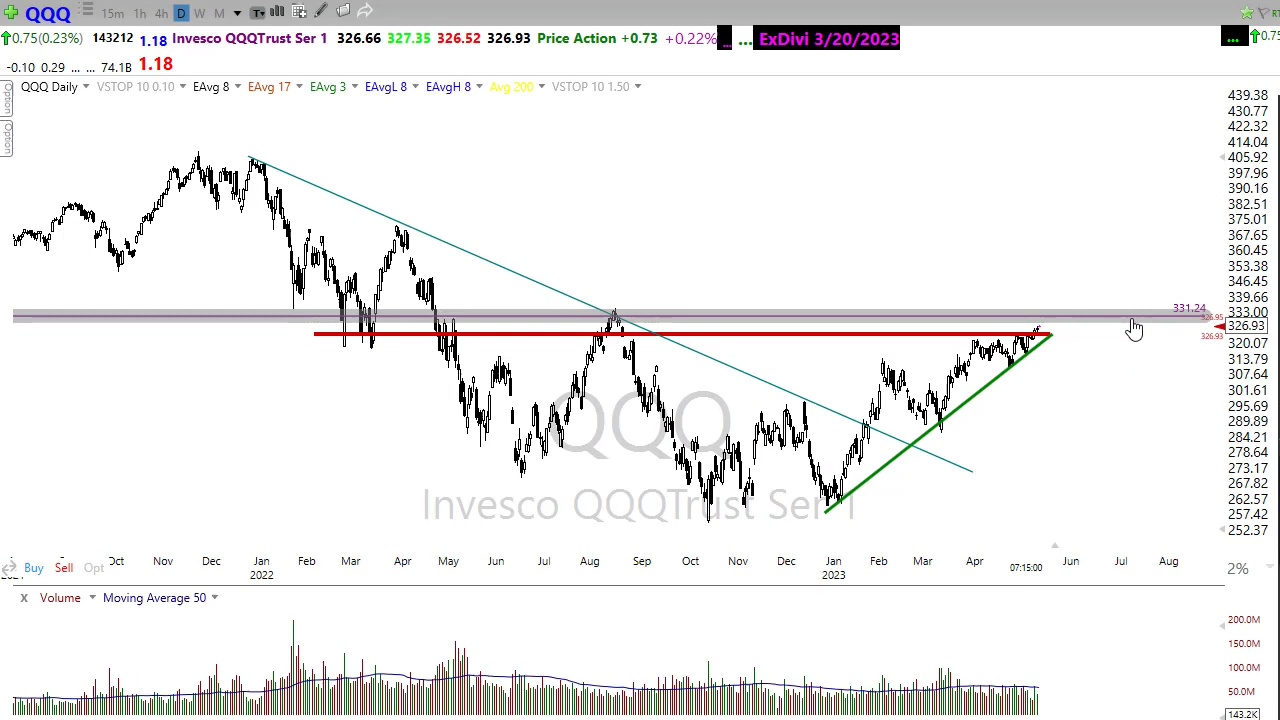 QQQ 15m 1h 4h D W M
0.75(0.23%) 143212 1.18 Invesco QQQTrust Ser 1 326.66 327.35 326.52 326.93 Price Action +0.73 +0.22% ... ... ExDivi 3/20/2023 ... 0.75
-0.10 0.29 ... ... 74.1B 1.18
QQQ Daily VSTOP 10 0.10 EAvg 8 EAvg 17 EAvg 3 EAvgL 8 EAvgH 8 Avg 200 VSTOP 10 1.50
Option
Option
439.38
430.77
422.32
414.04
405.92
397.96
390.16
382.51
375.01
367.65
360.45
353.38
346.45
339.66
331.24
333.00
326.95
326.93
326.93
320.07
313.79
307.64
301.61
295.69
289.89
284.21
278.64
273.17
267.82
262.57
257.42
252.37
QQQ
Invesco QQQTrust Ser 1
Oct Nov Dec Jan Feb Mar Apr May Jun Jul Aug Sep Oct Nov Dec Jan Feb Mar Apr 07:15:00 Jun Jul Aug
Buy Sell Opt
2022 2023
2%
X Volume Moving Average 50
200.0M
150.0M
100.0M
50.0M
143.2K